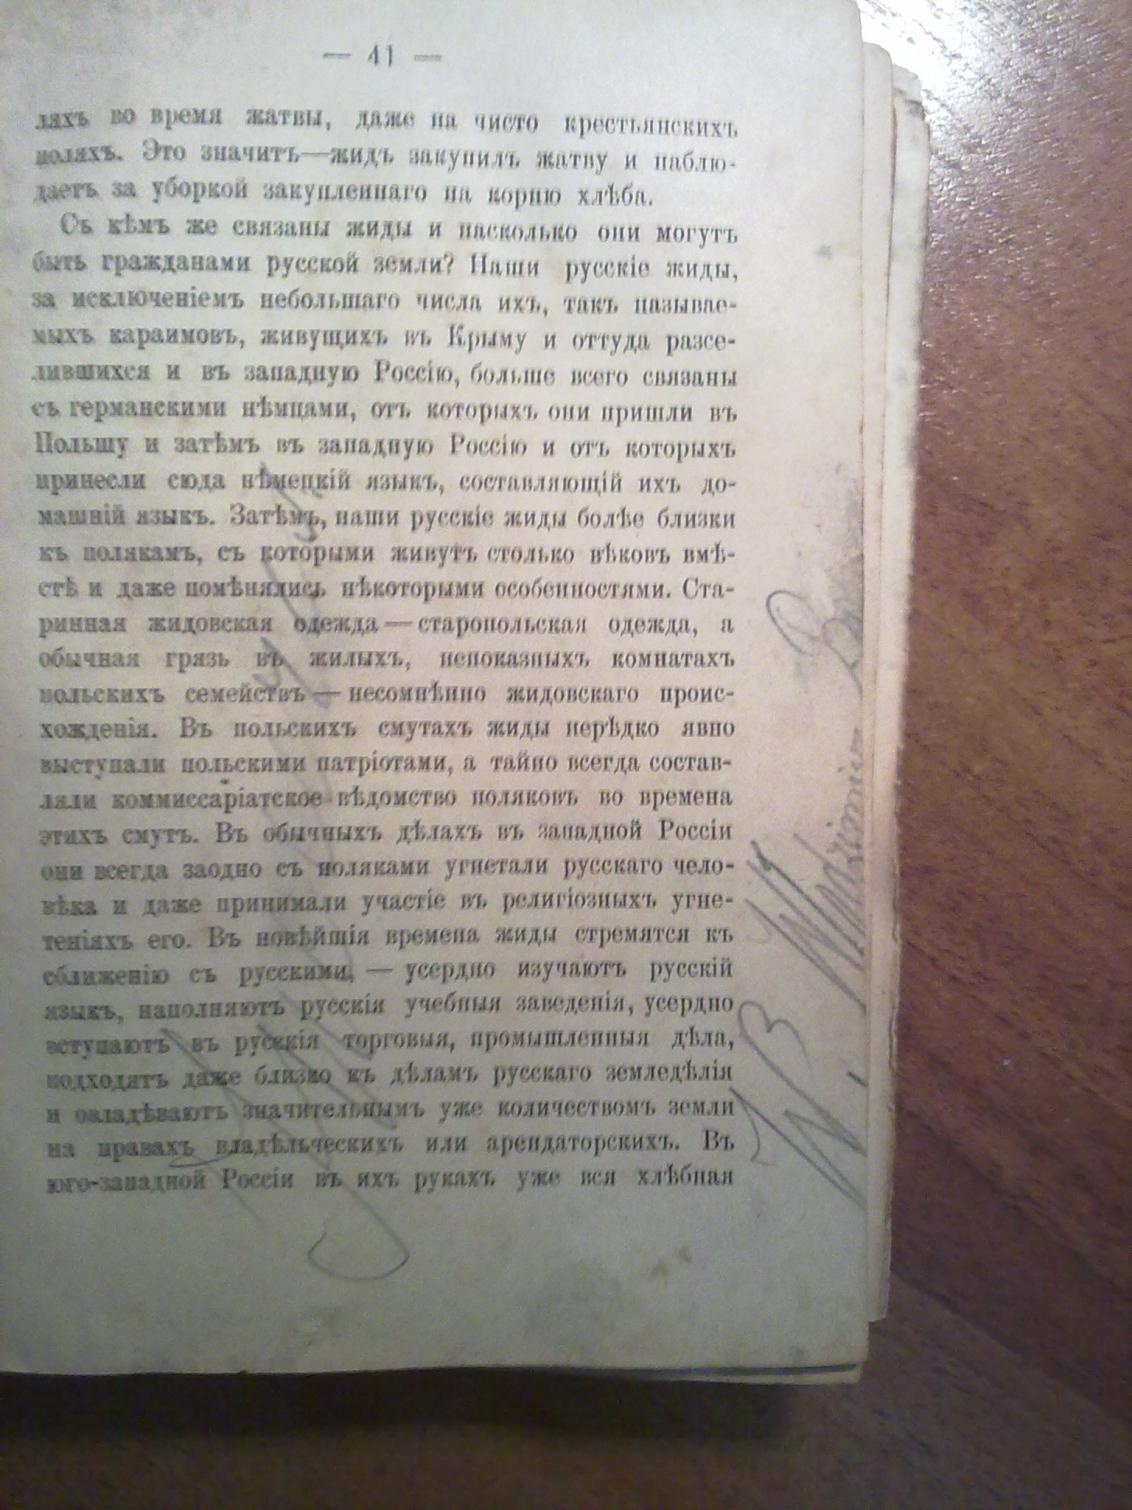 — 41 —
ляхъ во время жатвы, даже на чисто крестьянскихъ
поляхъ. Это значитъ—жидъ закупилъ жатву и наблю-
даетъ за уборкой закупленнаго на корню хлѣба.
Съ кѣмъ же связаны жиды и насколько они могутъ
быть гражданами русской земли? Наши русскіе жиды,
за исключеніемъ небольшаго числа ихъ, такъ называе-
мыхъ караимовъ, живущихъ въ Крыму и оттуда разсе-
лившихся и въ западную Россію, больше всего связаны
съ германскими нѣмцами, отъ которыхъ они пришли въ
Польшу и затѣмъ въ западную Россію и отъ которыхъ
принесли сюда нѣмецкій языкъ, составляющій ихъ до-
машній языкъ. Затѣмъ, наши русскіе жиды болѣе близки
къ полякамъ, съ которыми живутъ столько вѣковъ вмѣ-
стѣ и даже помѣнялись нѣкоторыми особенностями. Ста-
ринная жидовская одежда—старопольская одежда, а
обычная грязь въ жилыхъ, непоказныхъ комнатахъ
польскихъ семействъ—несомнѣнно жидовскаго проис-
хожденія. Въ польскихъ смутахъ жиды нерѣдко явно
выступали польскими патріотами, а тайно всегда состав-
ляли коммиссаріатское вѣдомство поляковъ во времена
этихъ смутъ. Въ обычныхъ дѣлахъ въ западной Россіи
они всегда заодно съ поляками угнетали русскаго чело-
вѣка и даже принимали участіе въ религіозныхъ угне-
теніяхъ его. Въ новѣйшія времена жиды стремятся къ
сближенію съ русскими, — усердно изучаютъ русскій
языкъ, наполняютъ русскія учебныя заведенія, усердно
вступаютъ въ русскія торговыя, промышленныя дѣла,
подходятъ даже близко къ дѣламъ русскаго земледѣлія
и овладѣваютъ значительнымъ уже количествомъ земли
на правахъ владѣльческихъ или арендаторскихъ. Въ
юго-западной Россіи въ ихъ рукахъ уже вся хлѣбная